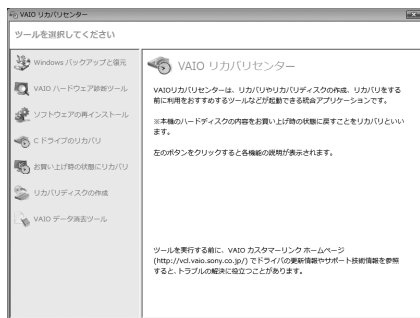 VAIO リカバリセンター
ツールを選択してください
Windows バックアップと復元
VAIO ハードウェア診断ツール
ソフトウェアの再インストール
C ドライブのリカバリ
お買い上げ時の状態にリカバリ
リカバリディスクの作成
VAIO データ消去ツール
VAIO リカバリセンター
VAIOリカバリセンターは、リカバリやリカバリディスクの作成、リカバリをする
前に利用をおすすめするツールなどが起動できる統合アプリケーションです。
※本機のハードディスクの内容をお買い上げ時の状態に戻すことをリカバリといい
ます。
左のボタンをクリックすると各機能の説明が表示されます。
ツールを実行する前に、VAIO カスタマーリンク ホームページ
(http://vcl.vaio.sony.co.jp/) でドライバの更新情報やサポート技術情報を参照
すると、トラブルの解決に役立つことがあります。